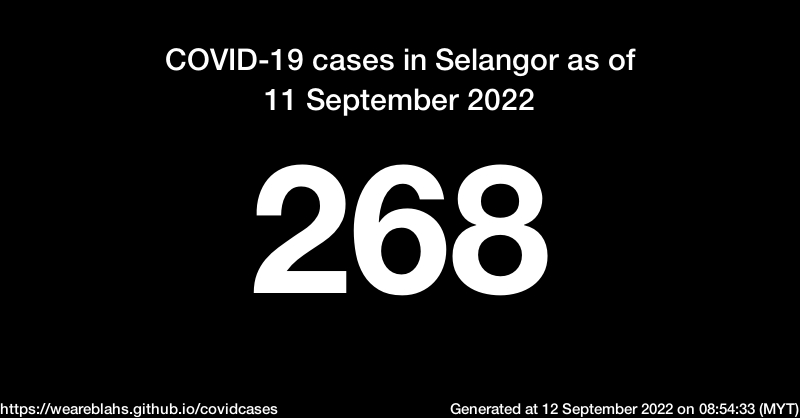 COVID-19 cases in Selangor as of
11 September 2022
268
https://weareblahs.github.io/covidcases
Generated at 12 September 2022 on 08:54:33 (MYT)